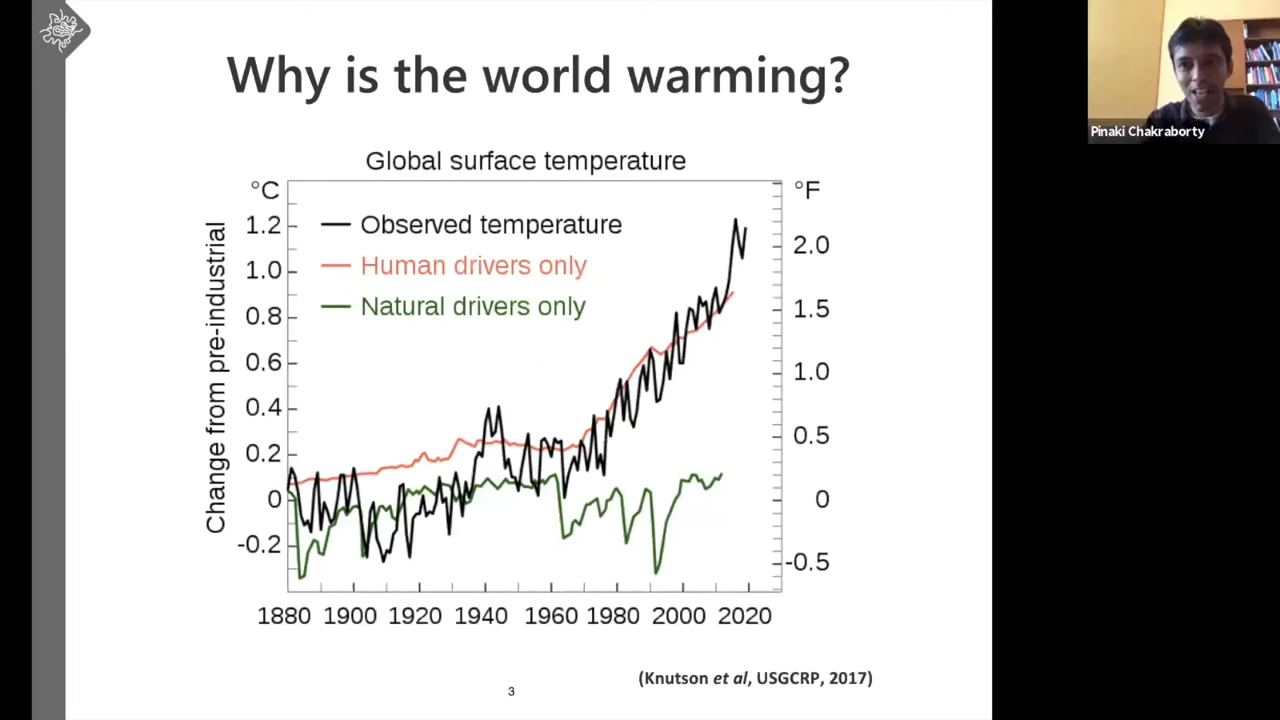 Why is the world warming?
Pinaki Chakraborty
Global surface temperature
°C
°F
Change from pre-industrial
1.2
1.0
0.8
0.6
0.4
0.2
0
-0.2
Observed temperature
Human drivers only
Natural drivers only
2.0
1.5
1.0
0.5
0
-0.5
1880 1900 1920 1940 1960 1980 2000 2020
(Knutson et al, USGCRP, 2017)
3